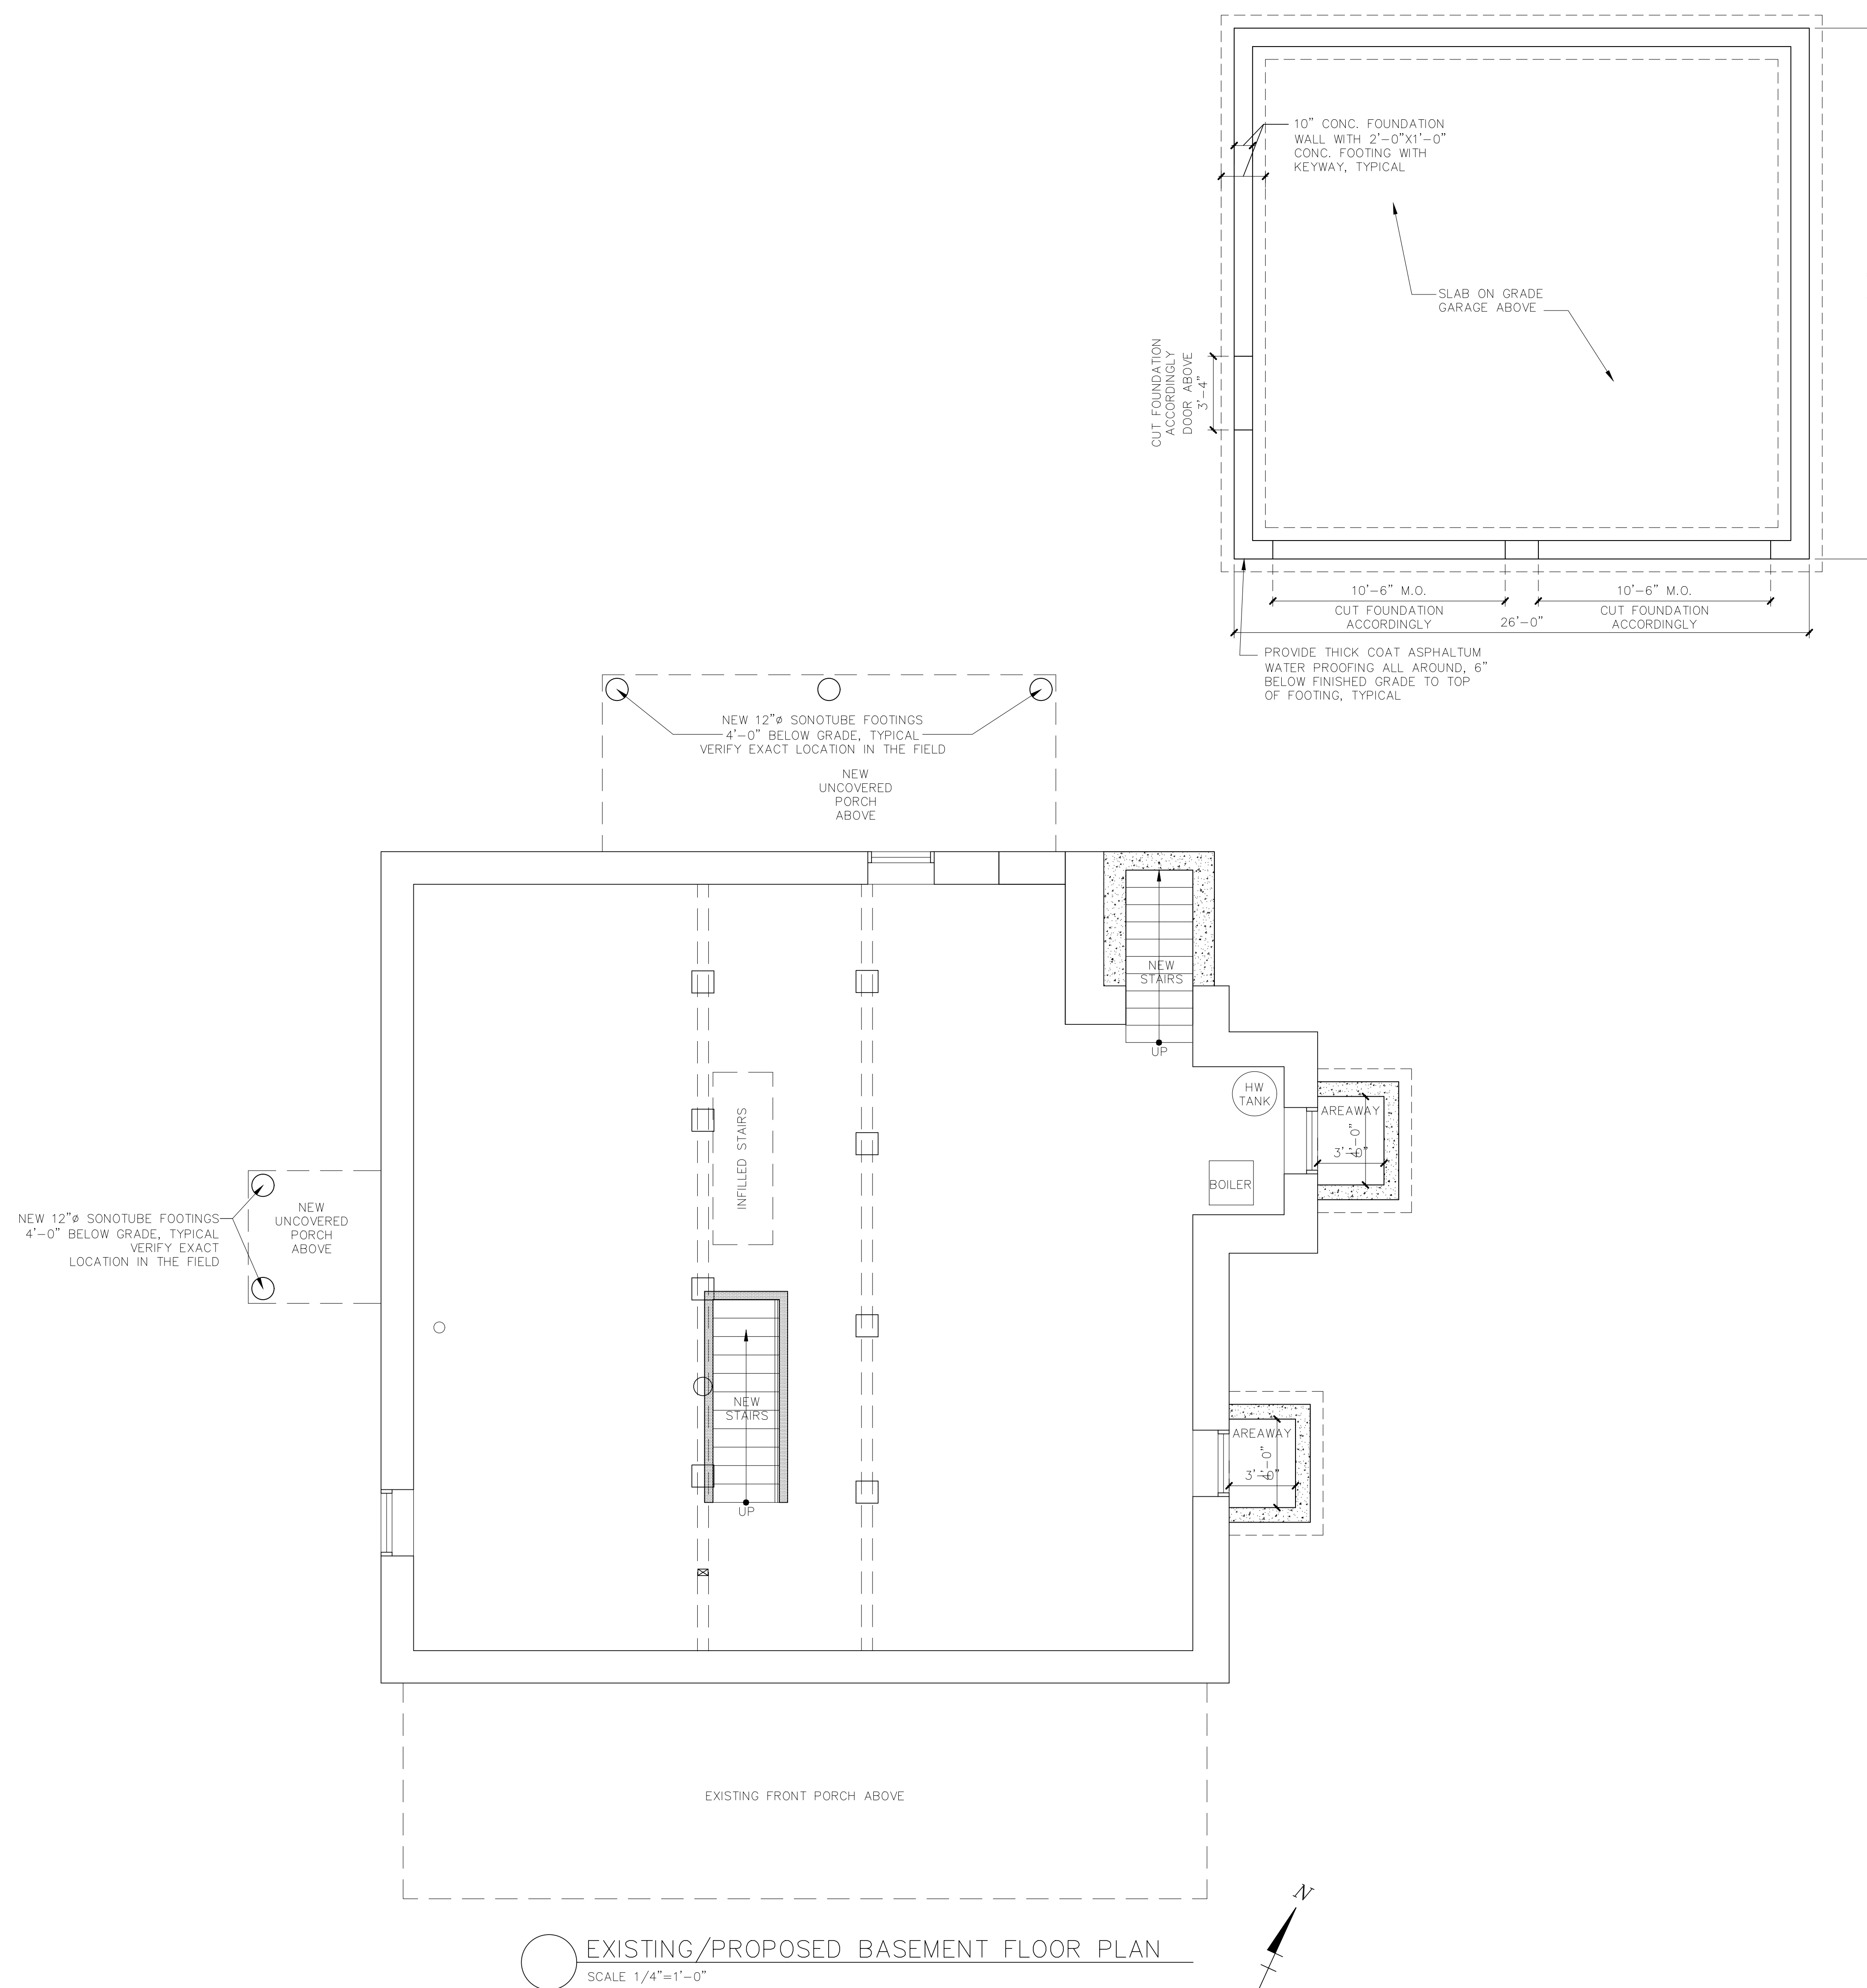 10" CONC. FOUNDATION
WALL WITH 2'-0"X1'-0"
CONC. FOOTING WITH
KEYWAY, TYPICAL
SLAB ON GRADE
GARAGE ABOVE
CUT FOUNDATION
ACCORDINGLY
DOOR ABOVE
3'-4"
10'-6" M.O.
CUT FOUNDATION
ACCORDINGLY
26'-0"
10'-6" M.O.
CUT FOUNDATION
ACCORDINGLY
PROVIDE THICK COAT ASPHALTUM
WATER PROOFING ALL AROUND, 6"
BELOW FINISHED GRADE TO TOP
OF FOOTING, TYPICAL
NEW 12"ø SONOTUBE FOOTINGS
4'-0" BELOW GRADE, TYPICAL
VERIFY EXACT LOCATION IN THE FIELD
NEW
UNCOVERED
PORCH
ABOVE
NEW
STAIRS
UP
HW
TANK
AREAWAY
4'-0"
3'-0"
BOILER
INFILLED STAIRS
NEW 12"ø SONOTUBE FOOTINGS
4'-0" BELOW GRADE, TYPICAL
VERIFY EXACT
LOCATION IN THE FIELD
NEW
UNCOVERED
PORCH
ABOVE
NEW
STAIRS
UP
AREAWAY
4'-0"
3'-0"
EXISTING FRONT PORCH ABOVE
N
EXISTING/PROPOSED BASEMENT FLOOR PLAN
SCALE 1/4"=1'-0"